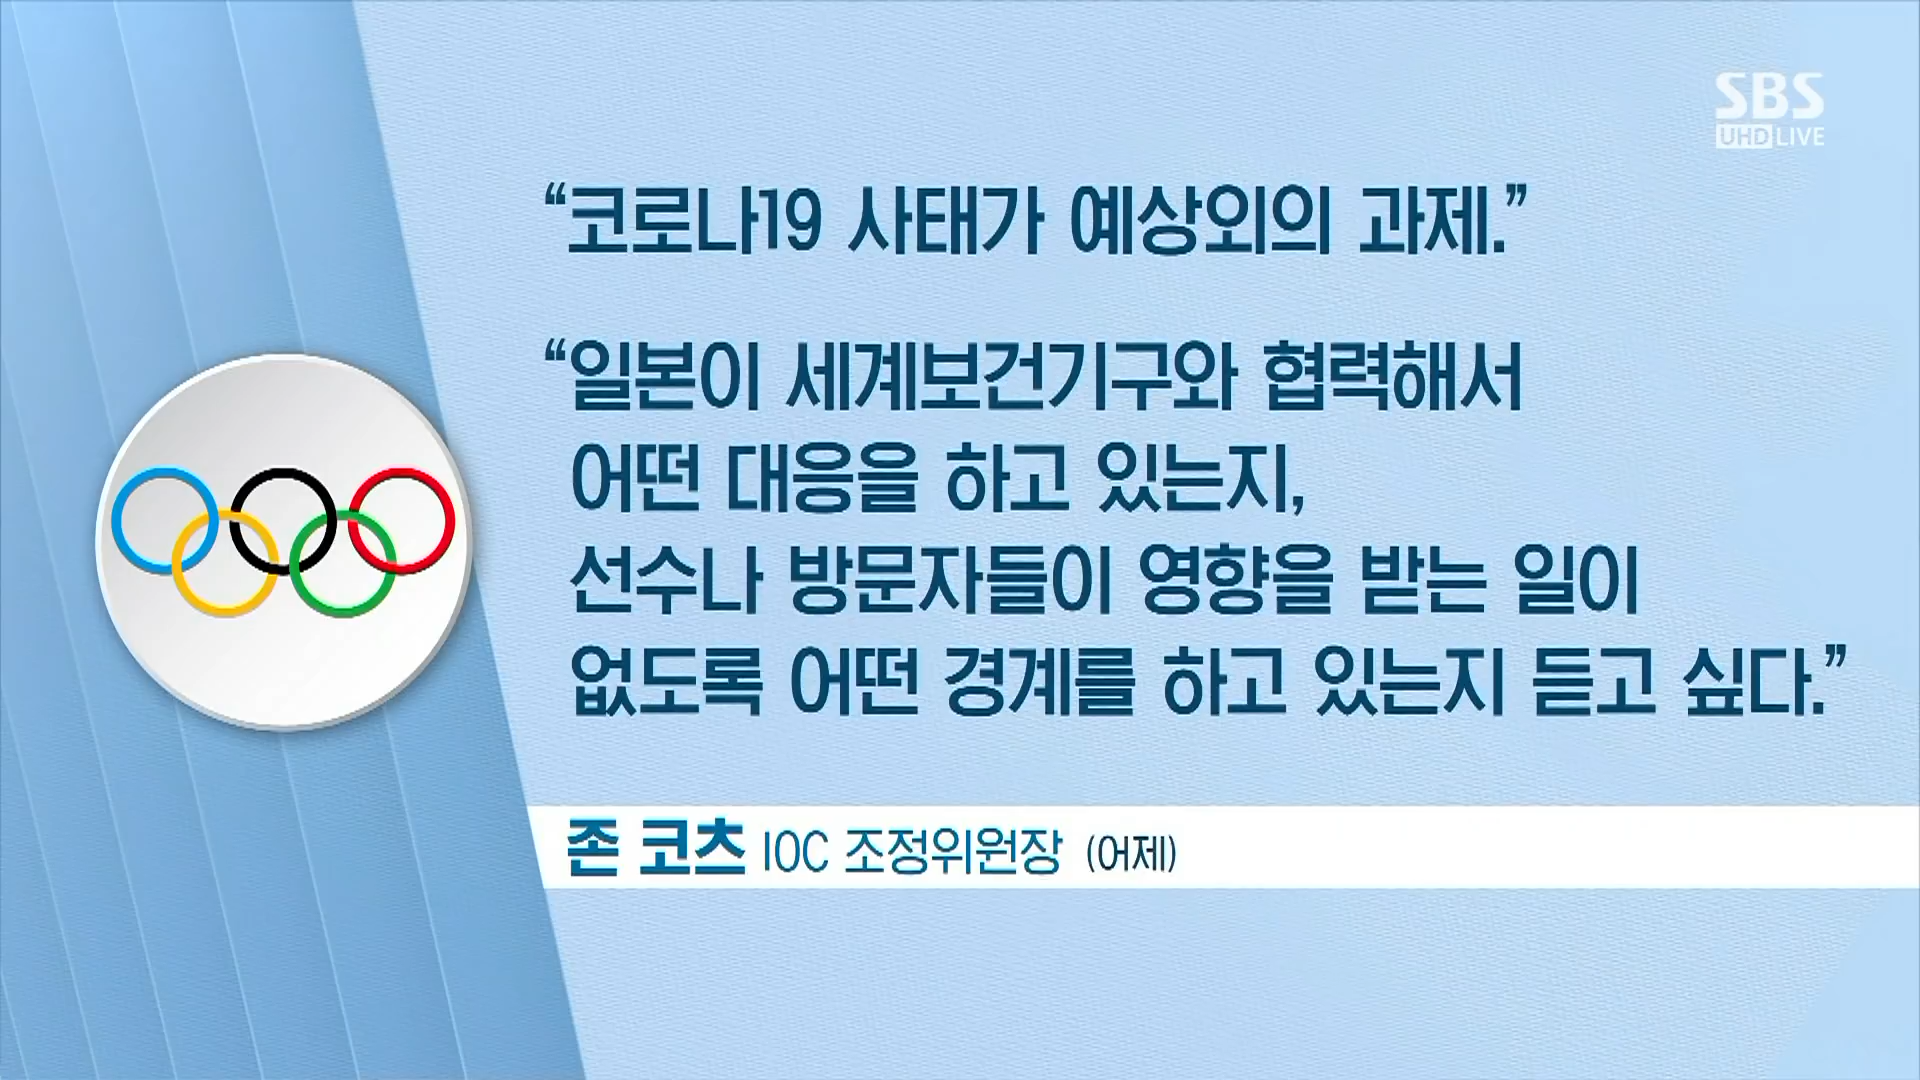 SBS
UHD LIVE
“코로나19 사태가 예상외의 과제.”
“일본이 세계보건기구와 협력해서
어떤 대응을 하고 있는지,
선수나 방문자들이 영향을 받는 일이
없도록 어떤 경계를 하고 있는지 듣고 싶다.”
존 코츠 IOC 조정위원장 (어제)